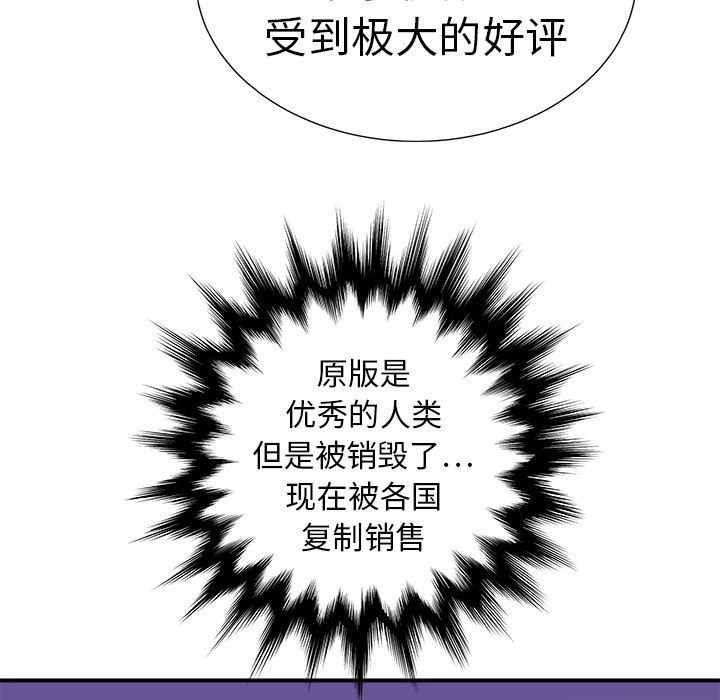 受到极大的好评
原版是
优秀的人类
但是被销毁了...
现在被各国
复制销售